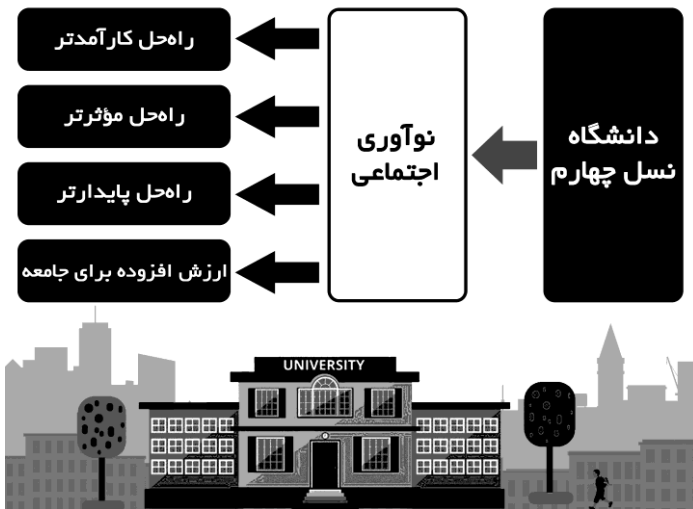 دانشگاه
نسل چهارم
نوآوری
اجتماعی
راه‌حل کارآمدتر
راه‌حل مؤثرتر
راه‌حل پایدارتر
ارزش افزوده برای جامعه
UNIVERSITY